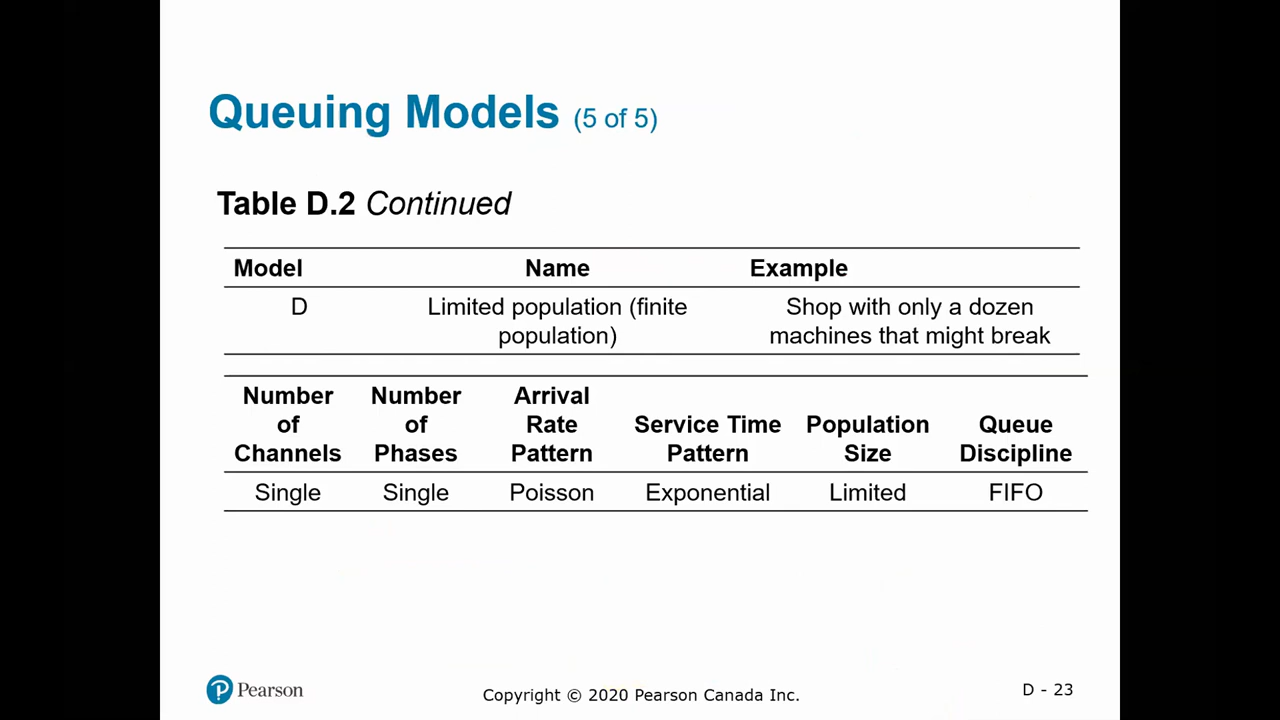 Queuing Models (5 of 5)
Table D.2 Continued
Model Name Example
D Limited population (finite population) Shop with only a dozen machines that might break
Number of Channels Number of Phases Arrival Rate Pattern Service Time Pattern Population Size Queue Discipline
Single Single Poisson Exponential Limited FIFO
P Pearson
Copyright © 2020 Pearson Canada Inc.
D - 23